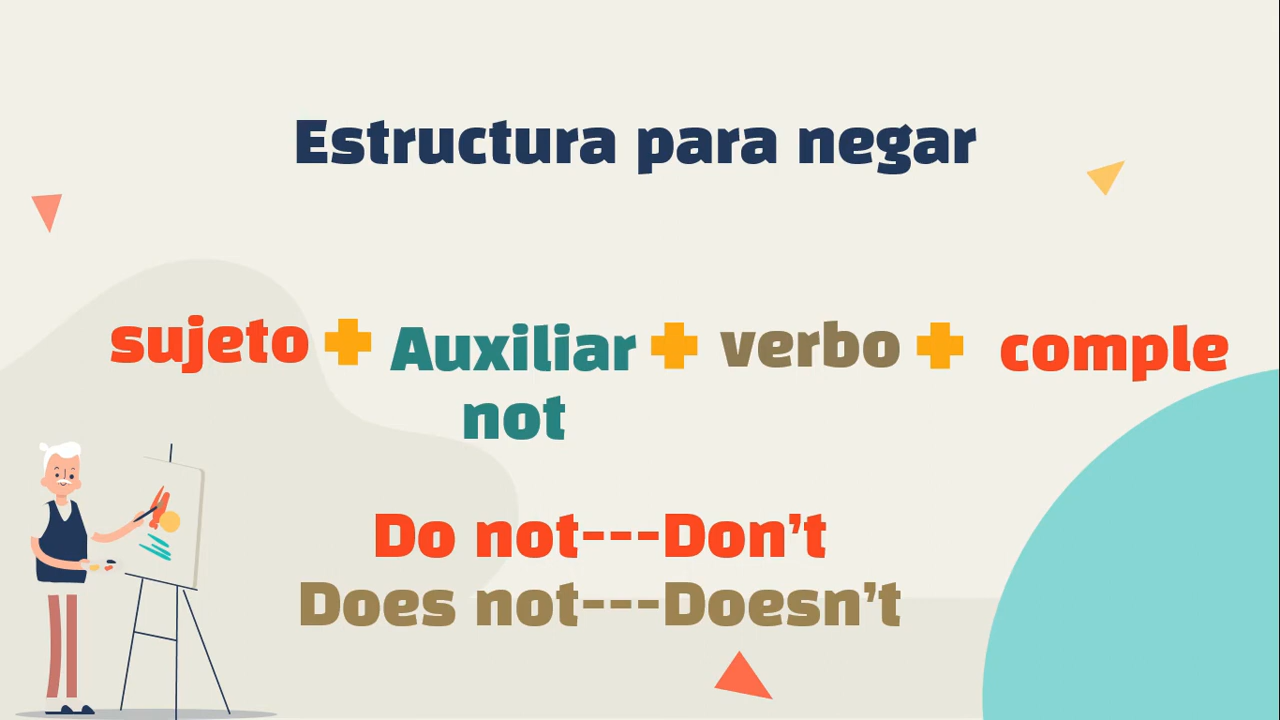 Estructura para negar
sujeto + Auxiliar + verbo + comple
not
Do not---Don't
Does not---Doesn't